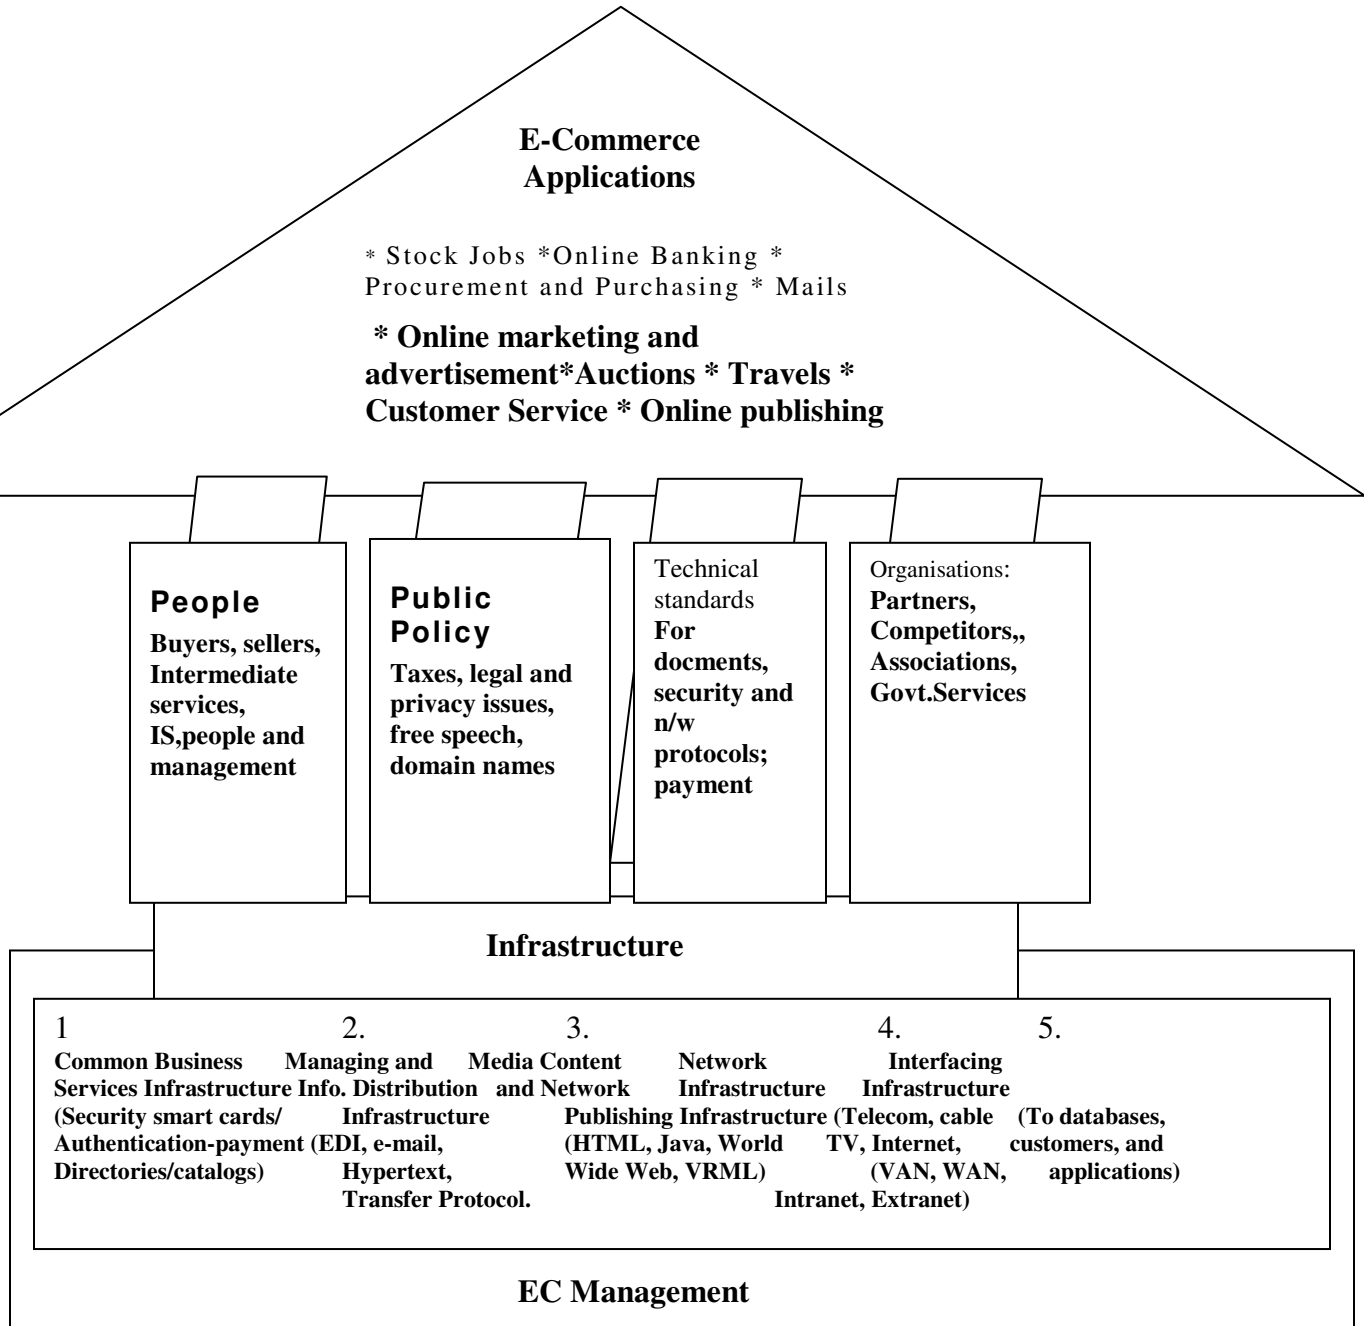 E-Commerce
Applications
* Stock Jobs *Online Banking *
Procurement and Purchasing * Mails
* Online marketing and
advertisement*Auctions * Travels *
Customer Service * Online publishing
People
Buyers, sellers,
Intermediate
services,
IS,people and
management
Public
Policy
Taxes, legal and
privacy issues,
free speech,
domain names
Technical
standards
For
docments,
security and
n/w
protocols;
payment
Organisations:
Partners,
Competitors,,
Associations,
Govt.Services
Infrastructure
1 2. 3. 4. 5.
Common Business Managing and Media Content Network Interfacing
Services Infrastructure Info. Distribution and Network Infrastructure Infrastructure
(Security smart cards/ Infrastructure Publishing Infrastructure (Telecom, cable (To databases,
Authentication-payment (EDI, e-mail, (HTML, Java, World TV, Internet, customers, and
Directories/catalogs) Hypertext, Wide Web, VRML) (VAN, WAN, applications)
Transfer Protocol. Intranet, Extranet)
EC Management